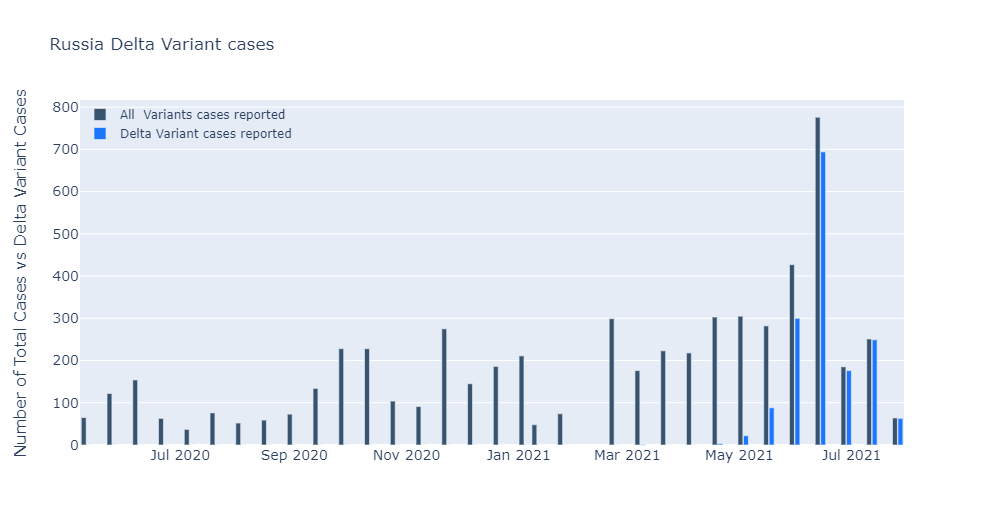 Russia Delta Variant cases
All  Variants cases reported
Delta Variant cases reported
Number of Total Cases vs Delta Variant Cases
800
700
600
500
400
300
200
100
0
Jul 2020
Sep 2020
Nov 2020
Jan 2021
Mar 2021
May 2021
Jul 2021